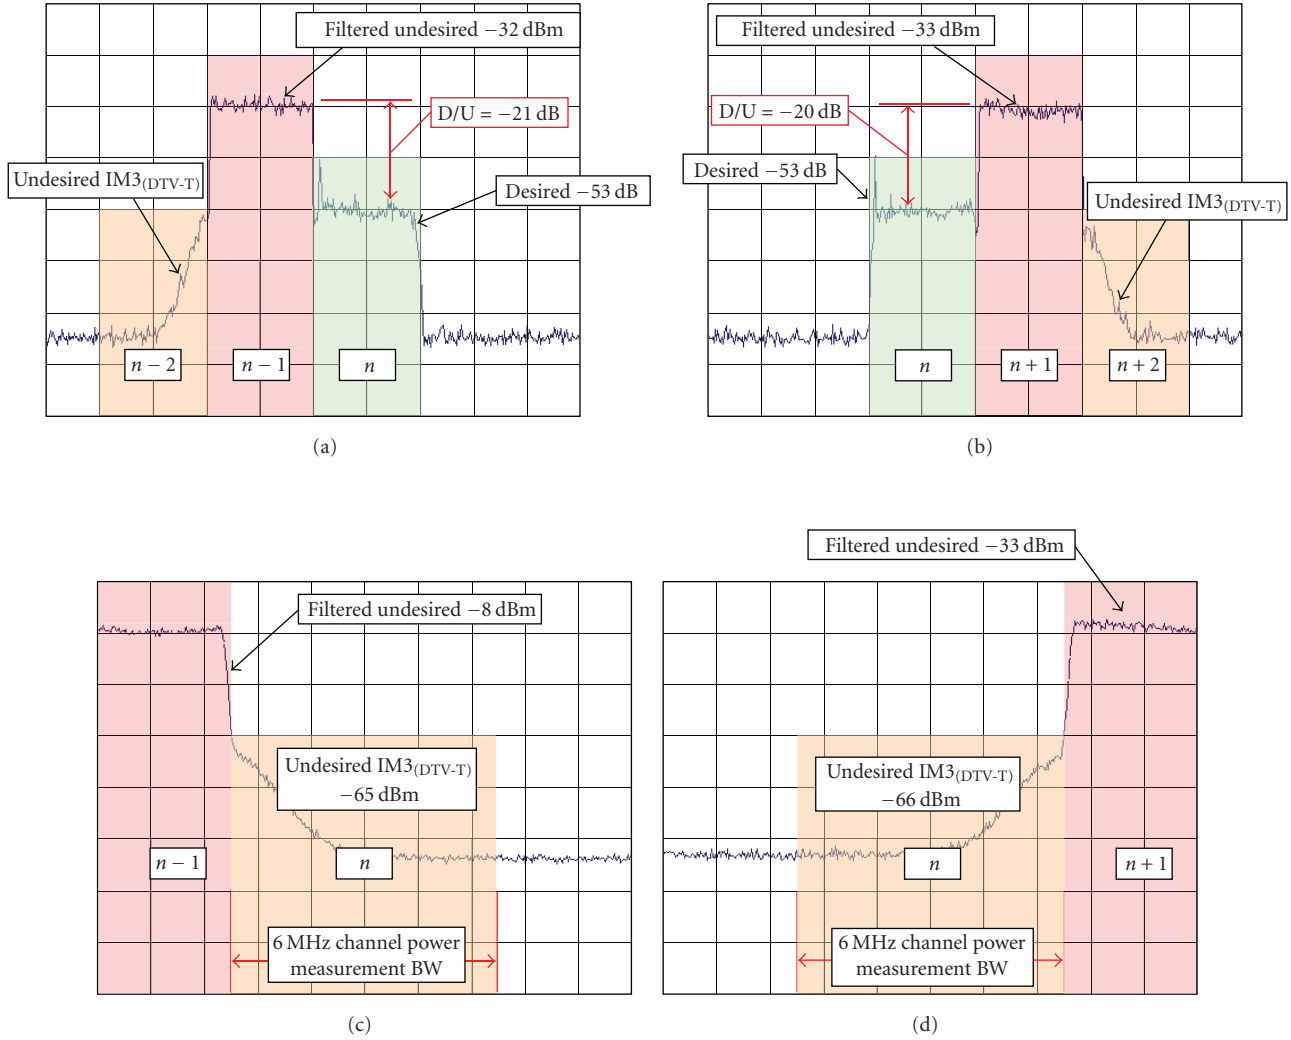 Filtered undesired −32 dBm
D/U = −21 dB
Undesired IM3(DTV-T)
Desired −53 dB
n − 2
n − 1
n
(a)
Filtered undesired −33 dBm
D/U = −20 dB
Desired −53 dB
Undesired IM3(DTV-T)
n
n + 1
n + 2
(b)
Filtered undesired −8 dBm
Undesired IM3(DTV-T)
−65 dBm
n − 1
n
6 MHz channel power
measurement BW
(c)
Filtered undesired −33 dBm
Undesired IM3(DTV-T)
−66 dBm
n
n + 1
6 MHz channel power
measurement BW
(d)